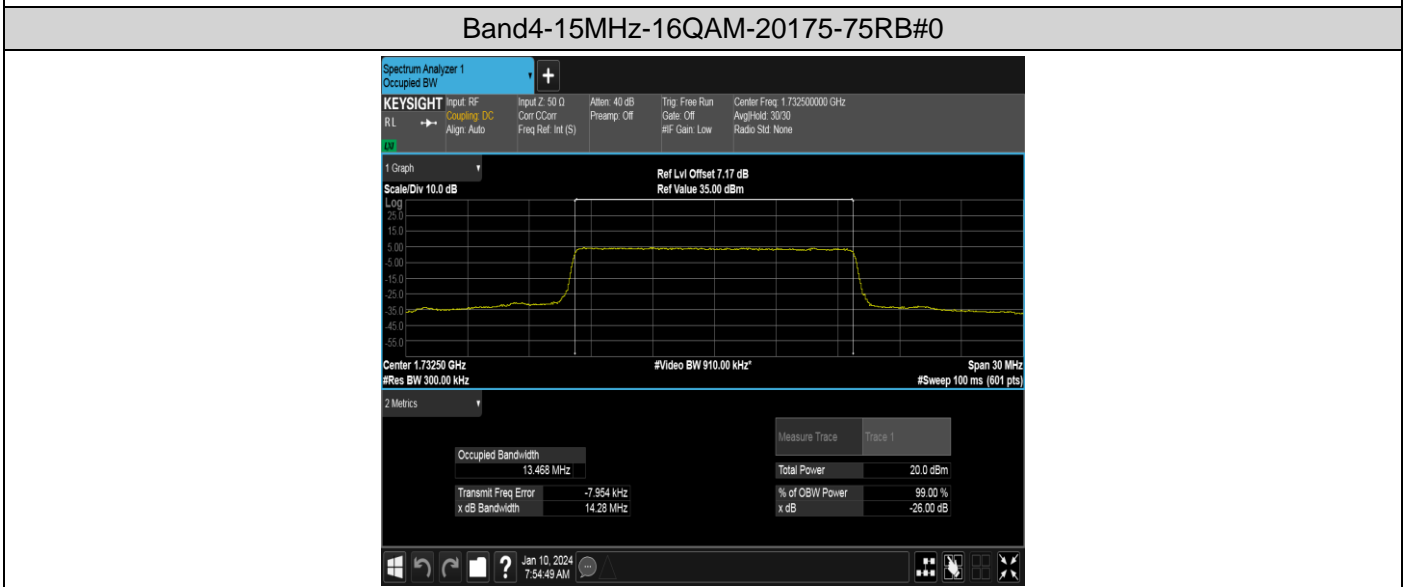 Band4-15MHz-16QAM-20175-75RB#0
Spectrum Analyzer 1
Occupied BW
KEYSIGHT Input: RF Input Z: 50 Ω Atten: 40 dB Trig: Free Run Center Freq: 1.732500000 GHz
RL Coupling: DC Corr CCorr Preamp: Off Gate: Off Avg|Hold: 30/30
Align: Auto Freq Ref: Int (S) #IF Gain: Low Radio Std: None
LXI
1 Graph Ref Lvl Offset 7.17 dB
Scale/Div 10.0 dB Ref Value 35.00 dBm
Log
25.0
15.0
5.00
-5.00
-15.0
-25.0
-35.0
-45.0
-55.0
Center 1.73250 GHz #Video BW 910.00 kHz* Span 30 MHz
#Res BW 300.00 kHz #Sweep 100 ms (601 pts)
2 Metrics
Measure Trace Trace 1
Occupied Bandwidth
13.468 MHz Total Power 20.0 dBm
Transmit Freq Error -7.954 kHz % of OBW Power 99.00 %
x dB Bandwidth 14.28 MHz x dB -26.00 dB
Jan 10, 2024
7:54:49 AM